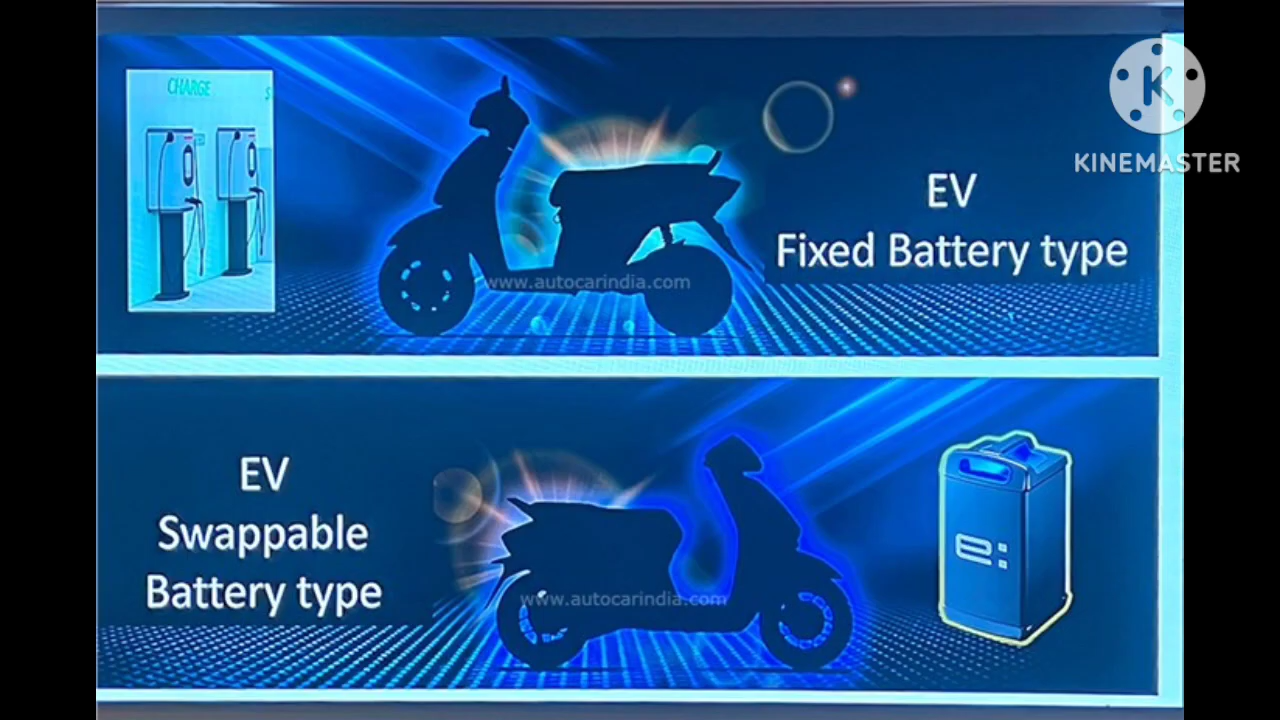 CHARGE
S
KINEMASTER
EV
Fixed Battery type
www.autocarindia.com
EV
Swappable
Battery type
www.autocarindia.com
e: